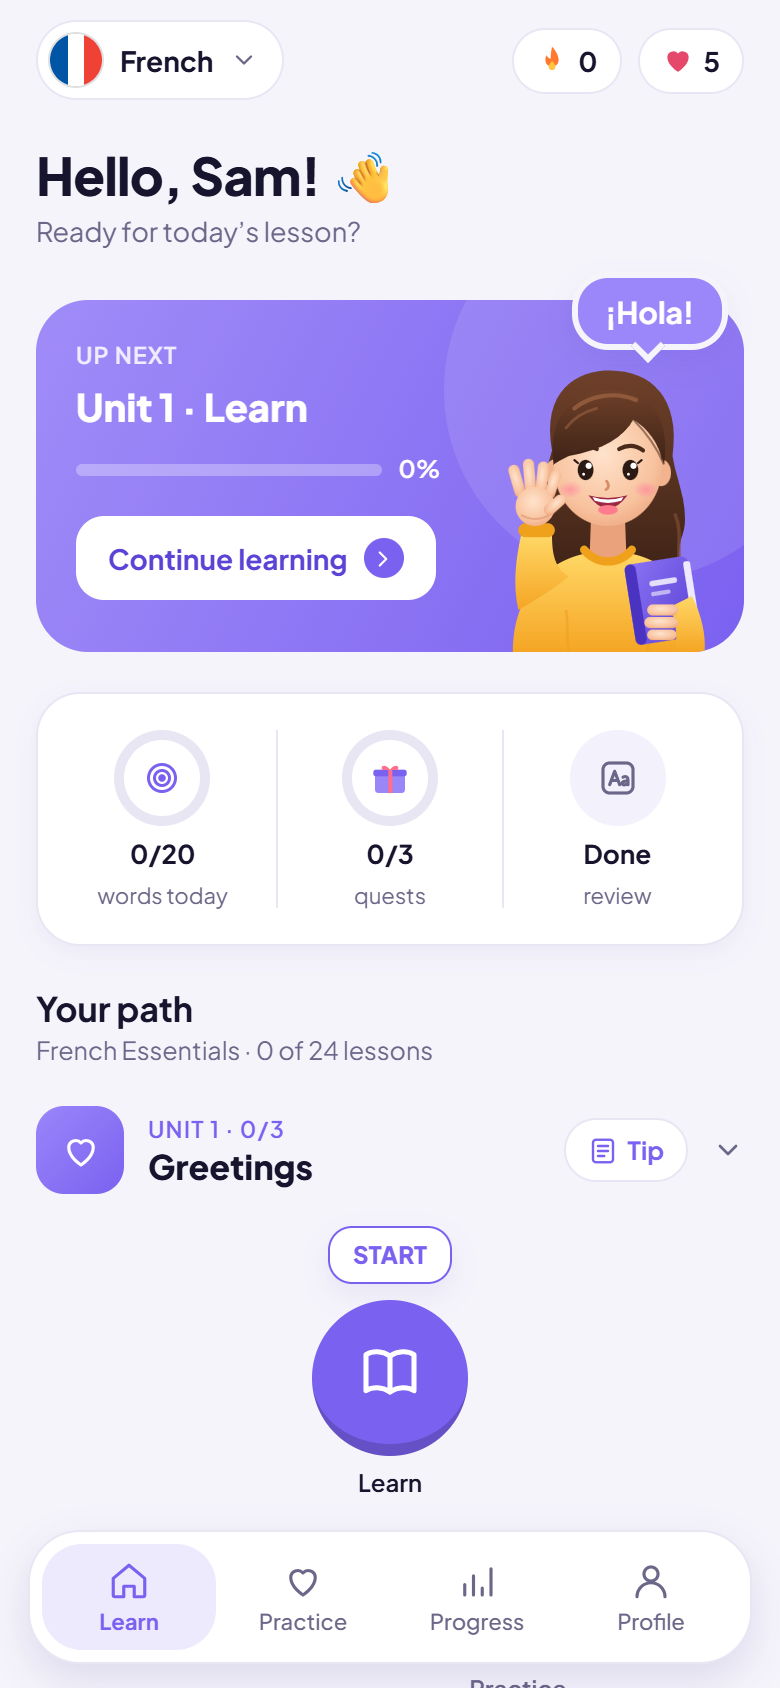 French
0
5
Hello, Sam!
Ready for today’s lesson?
¡Hola!
UP NEXT
Unit 1 · Learn
0%
Continue learning
0/20
words today
0/3
quests
Aa
Done
review
Your path
French Essentials · 0 of 24 lessons
UNIT 1 · 0/3
Greetings
Tip
START
Learn
Learn
Practice
Progress
Profile
Practice